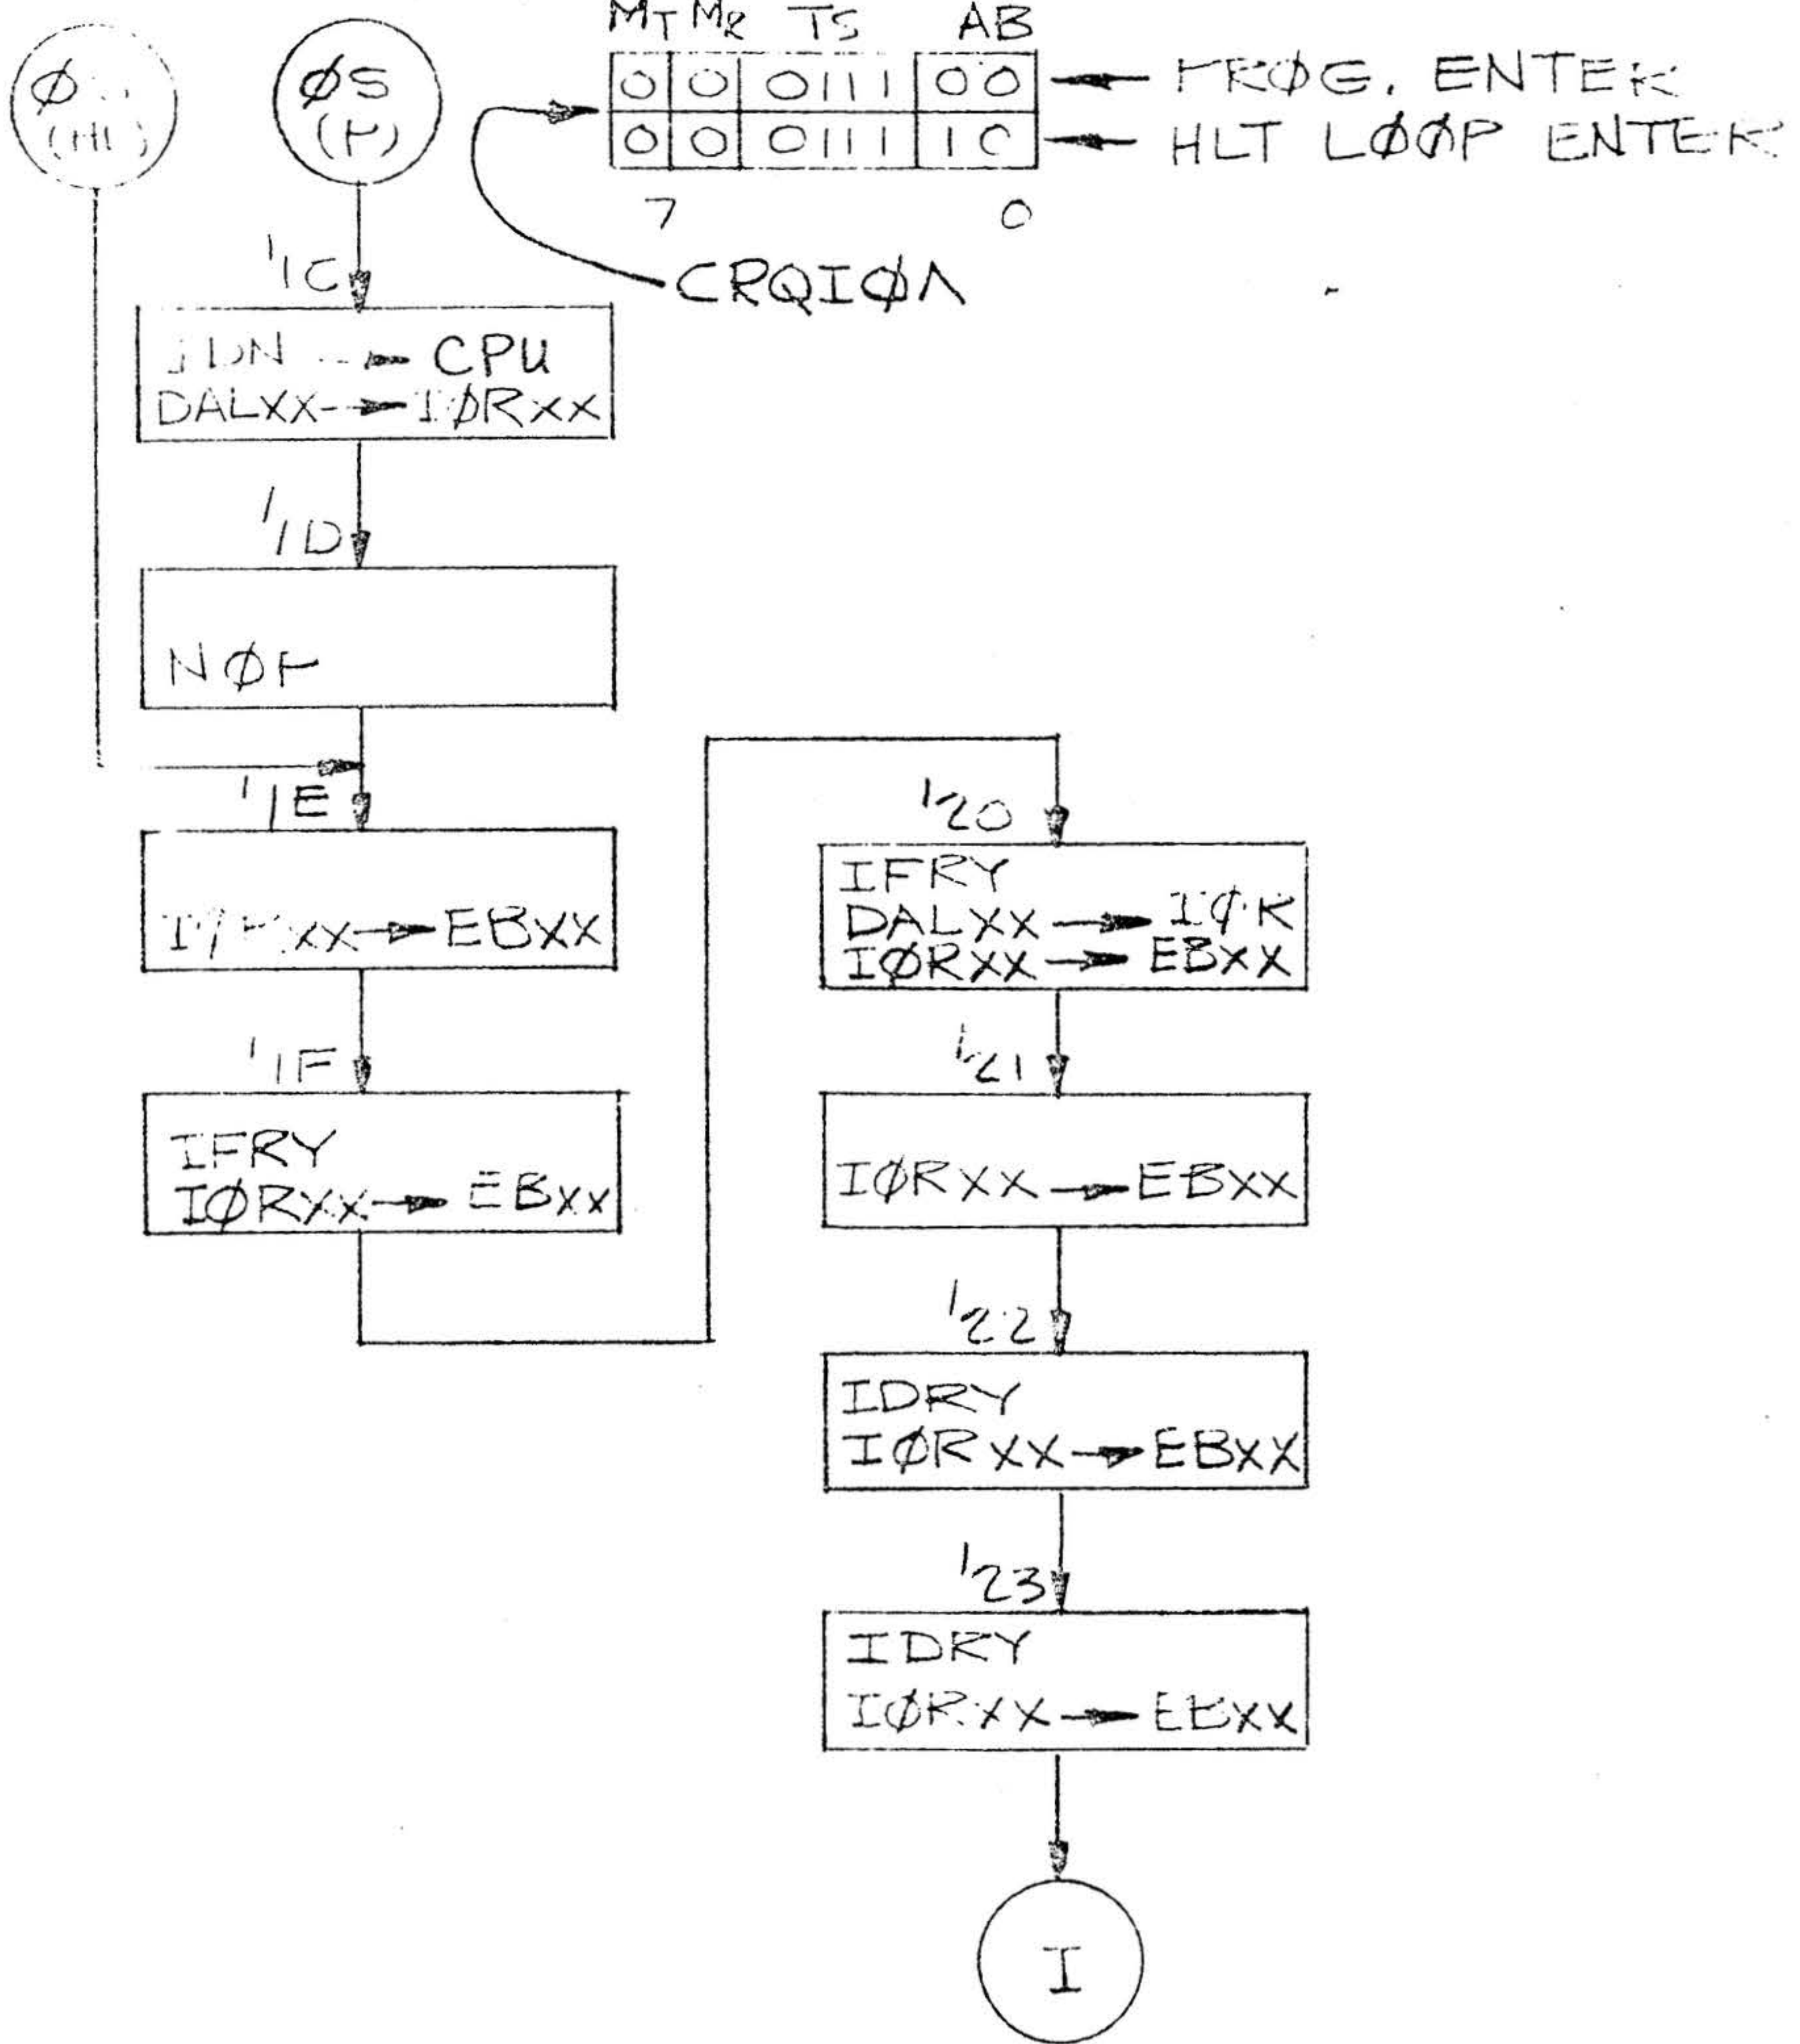 MT MR TS AB
0 0 0111 00 PRØG. ENTER
0 0 0111 10 HLT LØØP ENTER
7 0
CRQIØA
ØS
(P)
'1C
CPU
DALXX IØRXX
'1D
NØP
'1E
EBXX
'1F
IFRY
IØRXX EBXX
'20
IFRY
DALXX IØR
IØRXX EBXX
'21
IØRXX EBXX
'22
IDRY
IØRXX EBXX
'23
IDRY
IØRXX EBXX
I